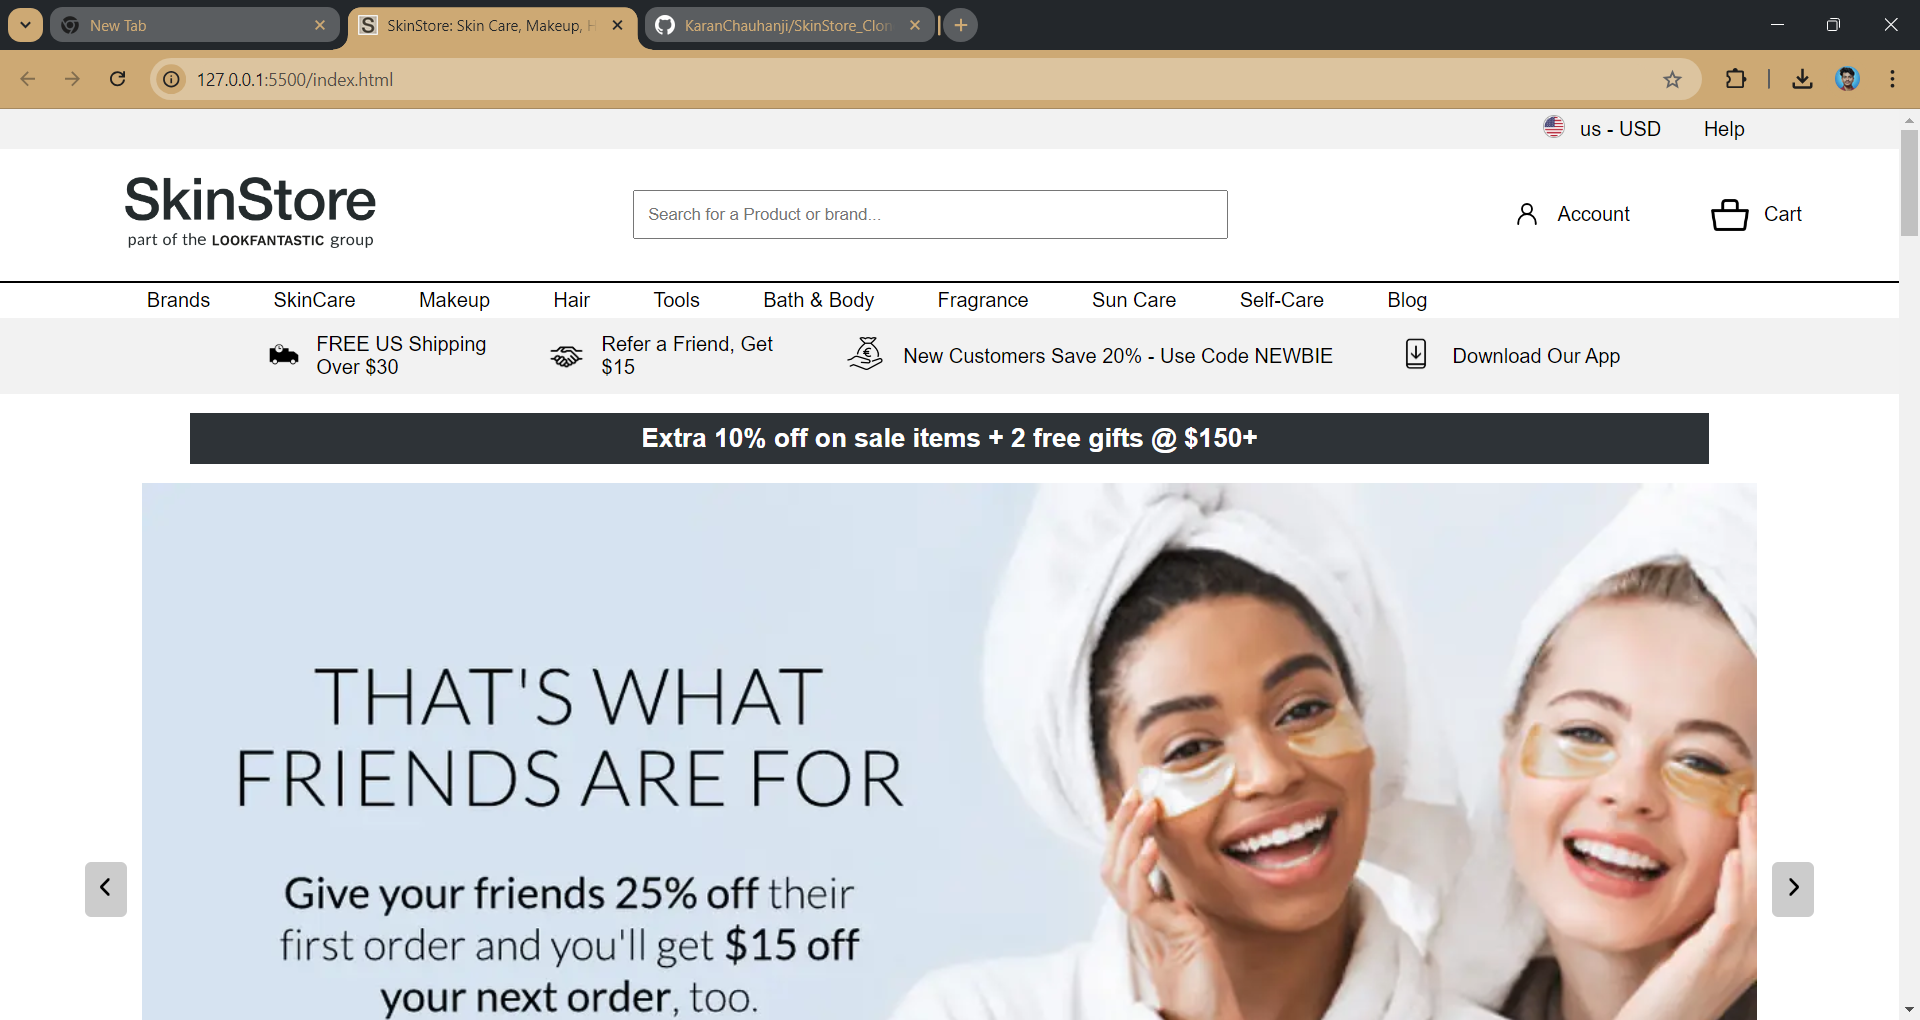 New Tab
SkinStore: Skin Care, Makeup, H
KaranChauhanji/SkinStore_Clon
127.0.0.1:5500/index.html
us - USD
Help
SkinStore
part of the LOOKFANTASTIC group
Search for a Product or brand...
Account
Cart
Brands
SkinCare
Makeup
Hair
Tools
Bath & Body
Fragrance
Sun Care
Self-Care
Blog
FREE US Shipping
Over $30
Refer a Friend, Get
$15
New Customers Save 20% - Use Code NEWBIE
Download Our App
Extra 10% off on sale items + 2 free gifts @ $150+
THAT'S WHAT
FRIENDS ARE FOR
Give your friends 25% off their
first order and you'll get $15 off
your next order, too.